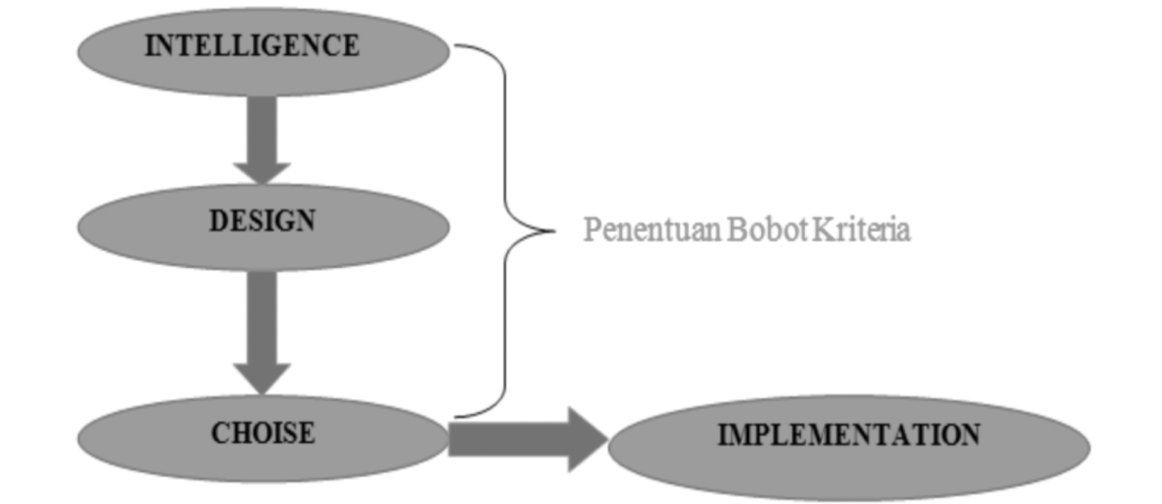 INTELLIGENCE
DESIGN
Penentuan Bobot Kriteria
CHOISE
IMPLEMENTATION